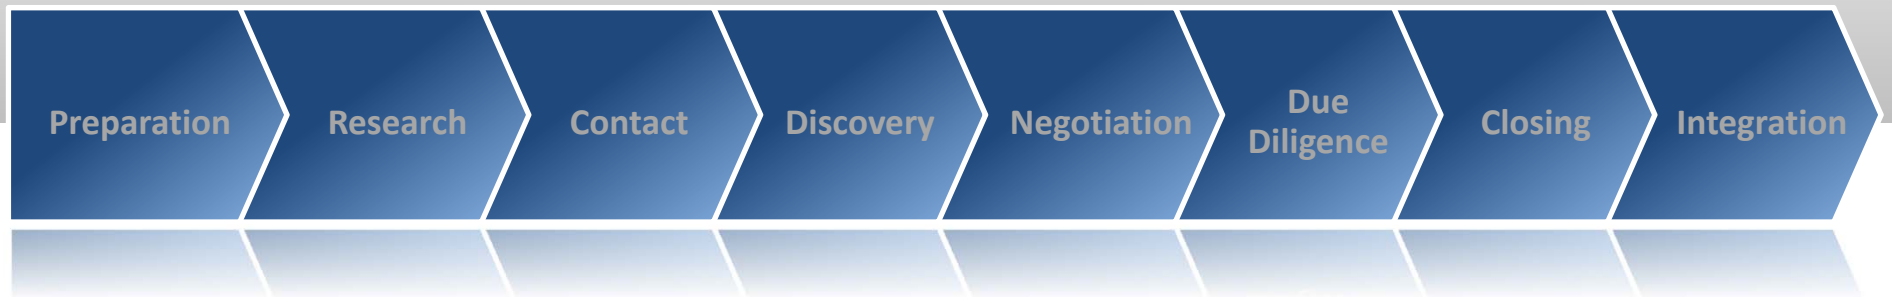 Preparation
Research
Contact
Discovery
Negotiation
Due
Diligence
Closing
Integration